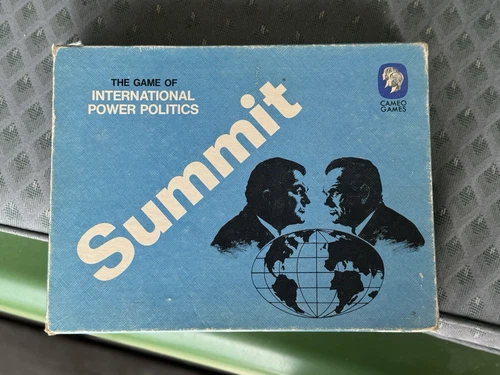 THE GAME OF
INTERNATIONAL
POWER POLITICS
Summit
CAMEO
GAMES